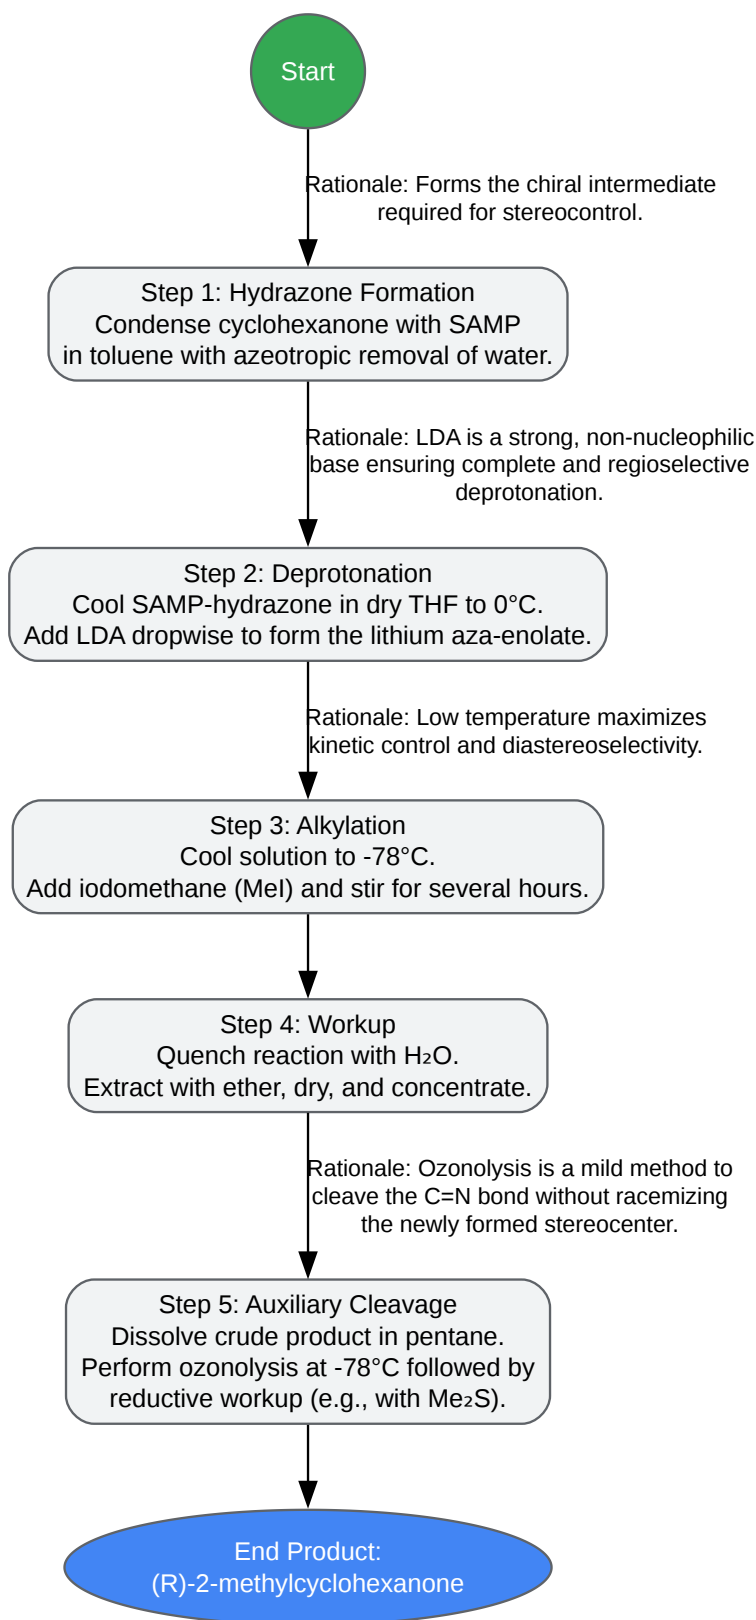 Start
Rationale: Forms the chiral intermediate
required for stereocontrol.
Step 1: Hydrazone Formation
Condense cyclohexanone with SAMP
in toluene with azeotropic removal of water.
Rationale: LDA is a strong, non-nucleophilic
base ensuring complete and regioselective
deprotonation.
Step 2: Deprotonation
Cool SAMP-hydrazone in dry THF to 0°C.
Add LDA dropwise to form the lithium aza-enolate.
Rationale: Low temperature maximizes
kinetic control and diastereoselectivity.
Step 3: Alkylation
Cool solution to -78°C.
Add iodomethane (MeI) and stir for several hours.
Step 4: Workup
Quench reaction with H₂O.
Extract with ether, dry, and concentrate.
Rationale: Ozonolysis is a mild method to
cleave the C=N bond without racemizing
the newly formed stereocenter.
Step 5: Auxiliary Cleavage
Dissolve crude product in pentane.
Perform ozonolysis at -78°C followed by
reductive workup (e.g., with Me₂S).
End Product:
(R)-2-methylcyclohexanone